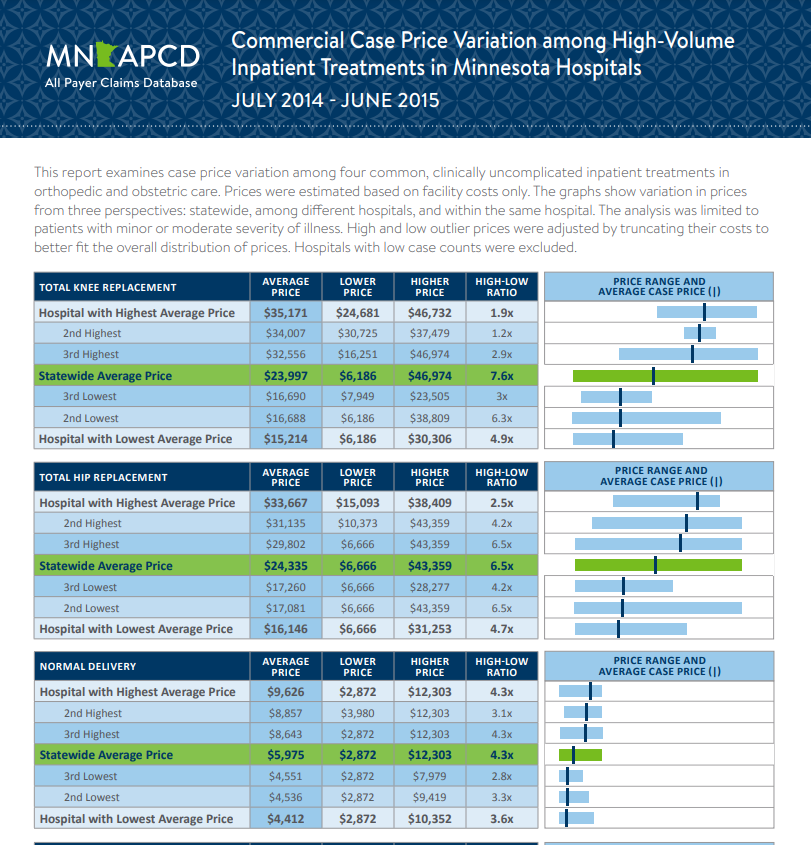 MN APCD
All Payer Claims Database
Commercial Case Price Variation among High-Volume
Inpatient Treatments in Minnesota Hospitals
JULY 2014 - JUNE 2015
This report examines case price variation among four common, clinically uncomplicated inpatient treatments in
orthopedic and obstetric care. Prices were estimated based on facility costs only. The graphs show variation in prices
from three perspectives: statewide, among different hospitals, and within the same hospital. The analysis was limited to
patients with minor or moderate severity of illness. High and low outlier prices were adjusted by truncating their costs to
better fit the overall distribution of prices. Hospitals with low case counts were excluded.
TOTAL KNEE REPLACEMENT AVERAGE PRICE LOWER PRICE HIGHER PRICE HIGH-LOW RATIO PRICE RANGE AND AVERAGE CASE PRICE (|)
Hospital with Highest Average Price $35,171 $24,681 $46,732 1.9x
2nd Highest $34,007 $30,725 $37,479 1.2x
3rd Highest $32,556 $16,251 $46,974 2.9x
Statewide Average Price $23,997 $6,186 $46,974 7.6x
3rd Lowest $16,690 $7,949 $23,505 3x
2nd Lowest $16,688 $6,186 $38,809 6.3x
Hospital with Lowest Average Price $15,214 $6,186 $30,306 4.9x
TOTAL HIP REPLACEMENT AVERAGE PRICE LOWER PRICE HIGHER PRICE HIGH-LOW RATIO PRICE RANGE AND AVERAGE CASE PRICE (|)
Hospital with Highest Average Price $33,667 $15,093 $38,409 2.5x
2nd Highest $31,135 $10,373 $43,359 4.2x
3rd Highest $29,802 $6,666 $43,359 6.5x
Statewide Average Price $24,335 $6,666 $43,359 6.5x
3rd Lowest $17,260 $6,666 $28,277 4.2x
2nd Lowest $17,081 $6,666 $43,359 6.5x
Hospital with Lowest Average Price $16,146 $6,666 $31,253 4.7x
NORMAL DELIVERY AVERAGE PRICE LOWER PRICE HIGHER PRICE HIGH-LOW RATIO PRICE RANGE AND AVERAGE CASE PRICE (|)
Hospital with Highest Average Price $9,626 $2,872 $12,303 4.3x
2nd Highest $8,857 $3,980 $12,303 3.1x
3rd Highest $8,643 $2,872 $12,303 4.3x
Statewide Average Price $5,975 $2,872 $12,303 4.3x
3rd Lowest $4,551 $2,872 $7,979 2.8x
2nd Lowest $4,536 $2,872 $9,419 3.3x
Hospital with Lowest Average Price $4,412 $2,872 $10,352 3.6x